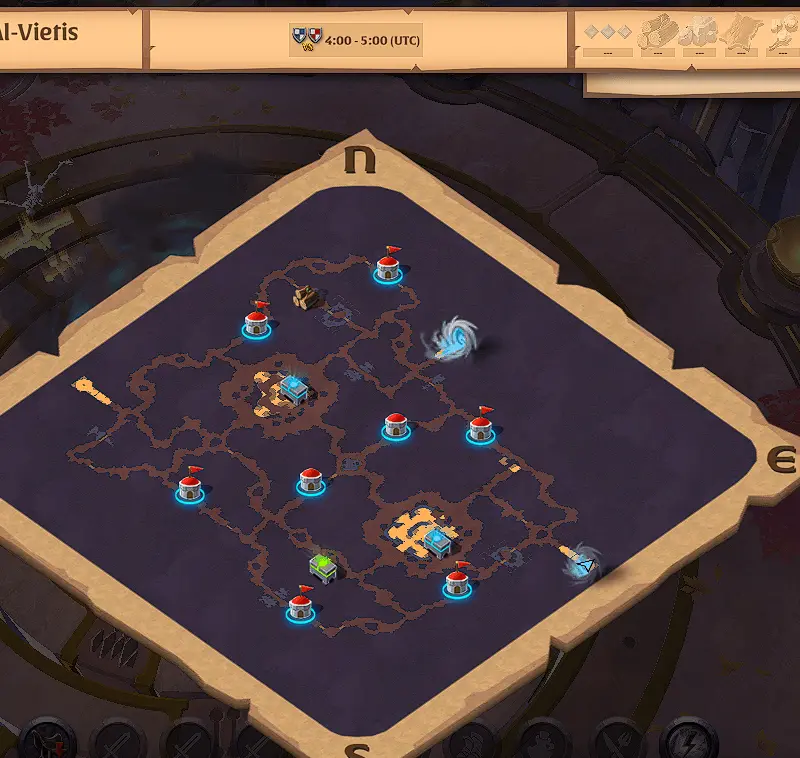 Al-Vietis
4:00 - 5:00 (UTC)
--- --- --- --- ---
N
E
S